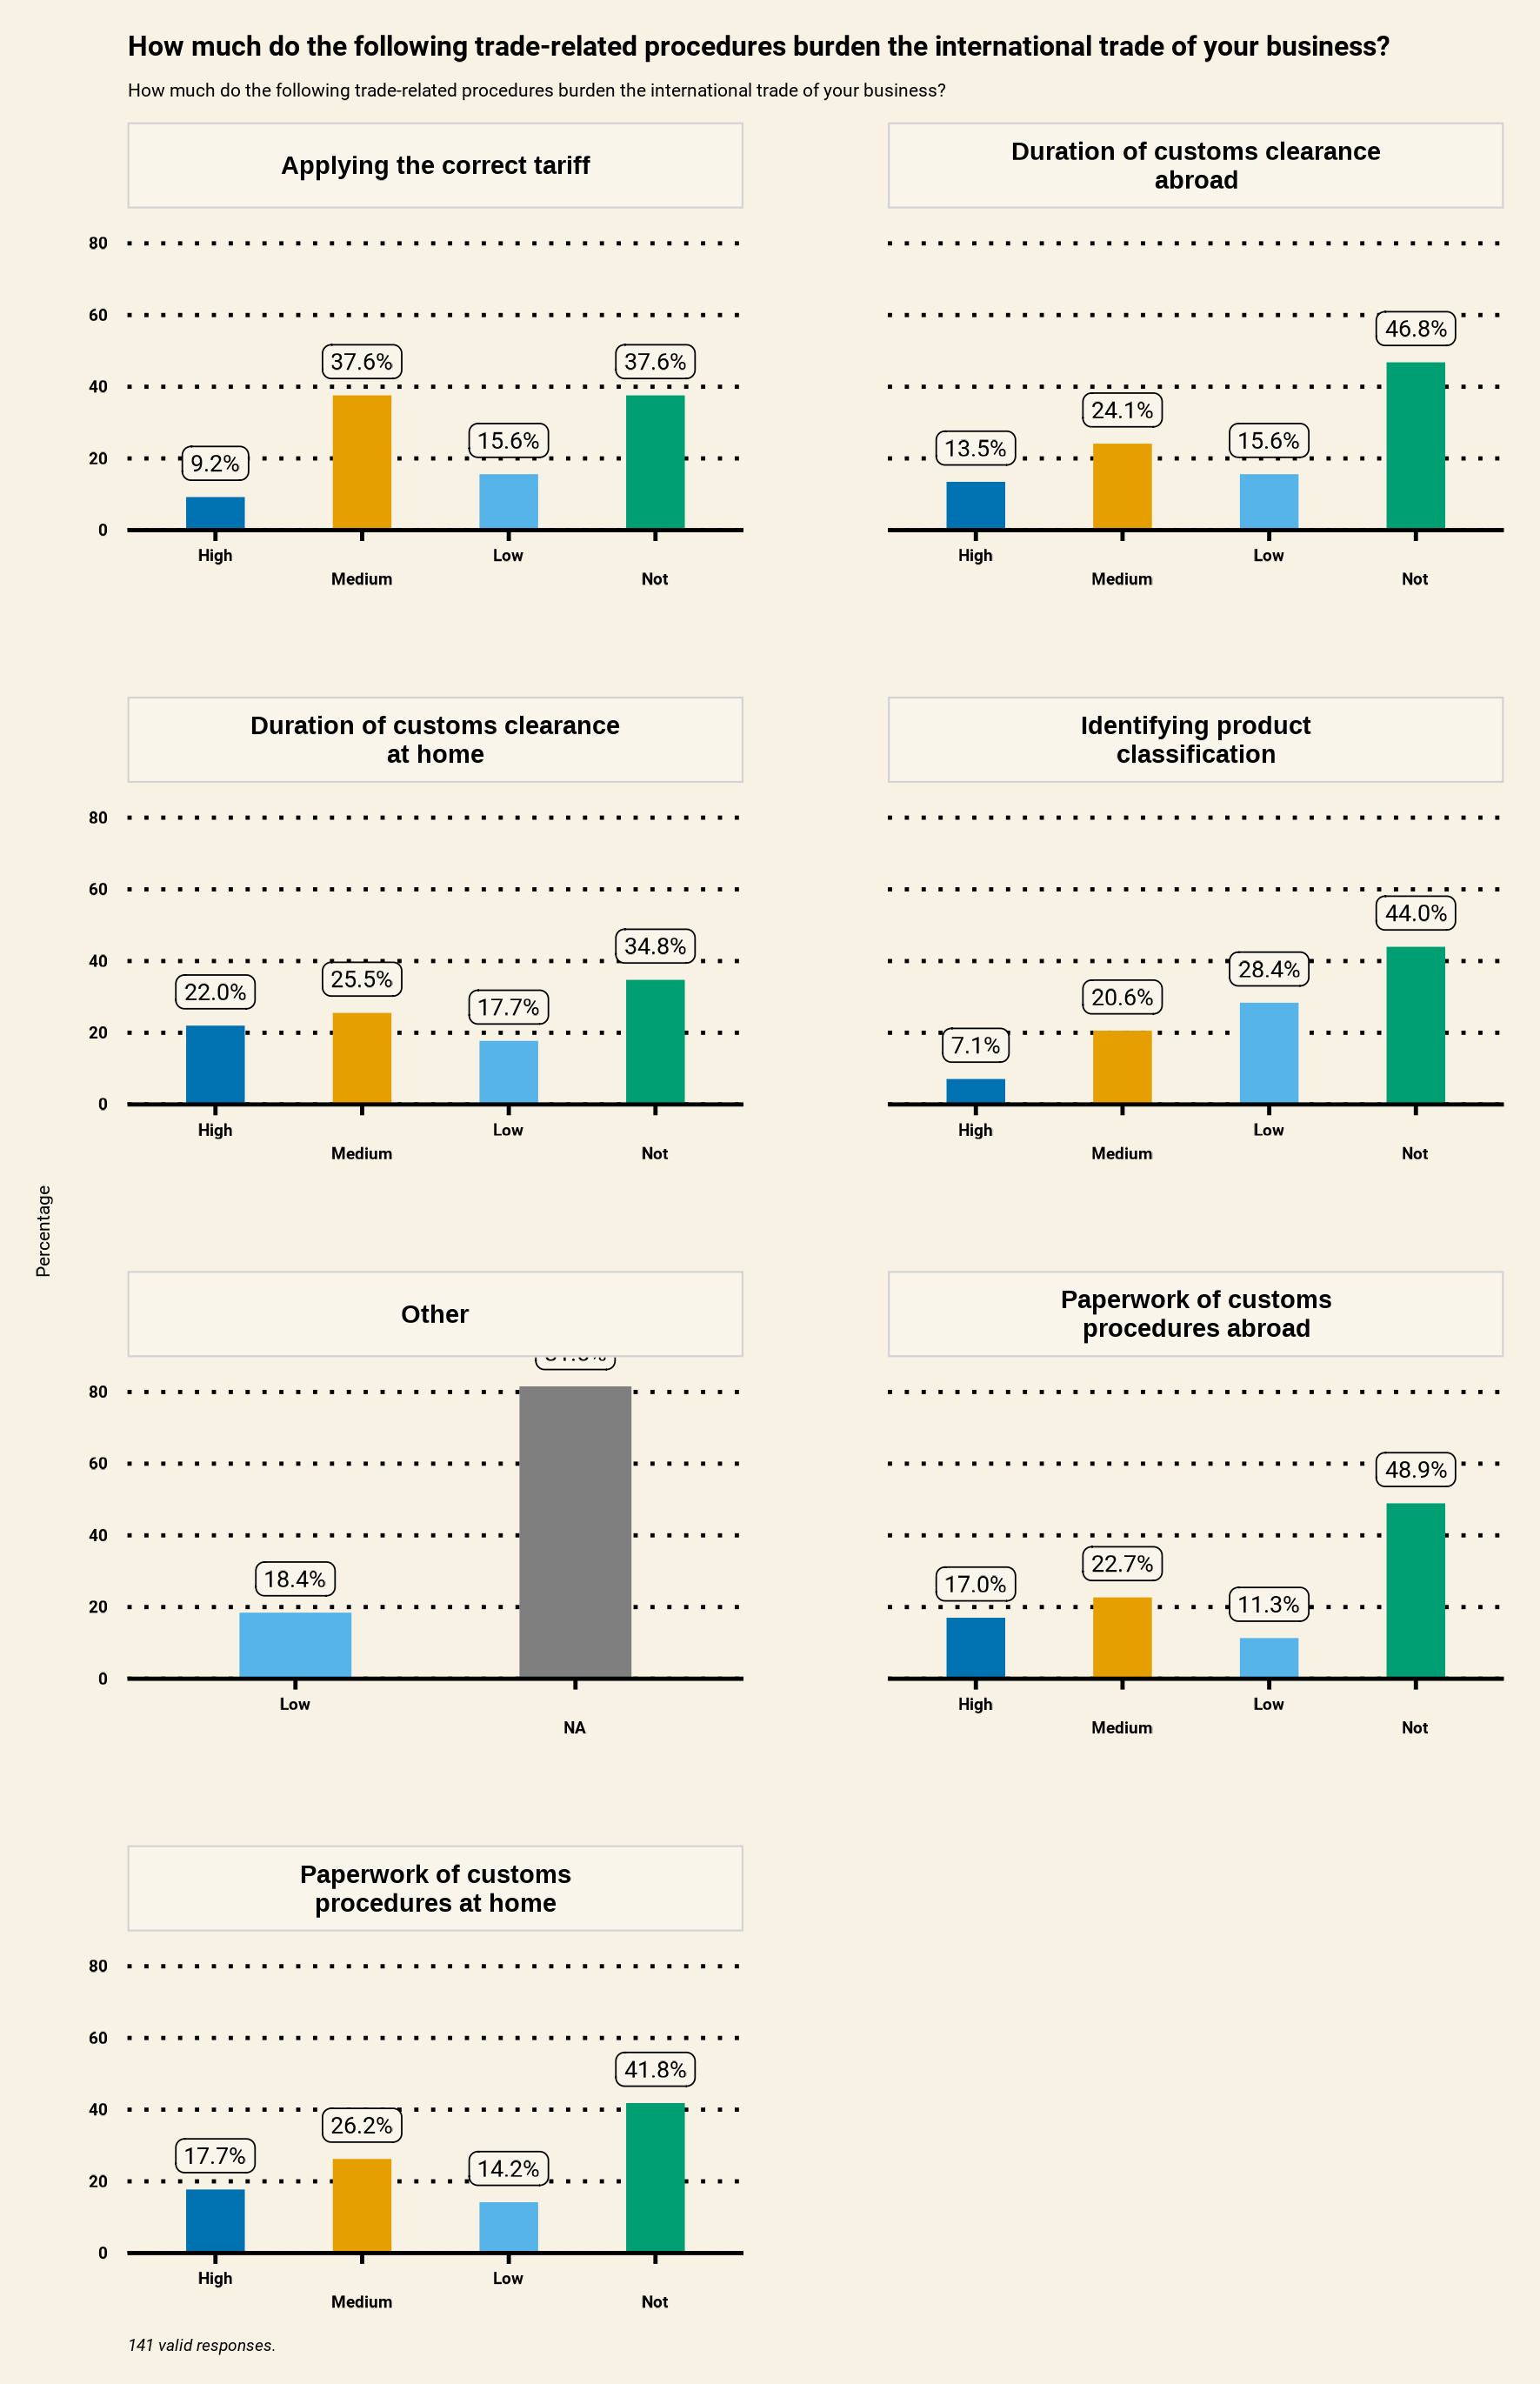 How much do the following trade-related procedures burden the international trade of your business?
How much do the following trade-related procedures burden the international trade of your business?
Applying the correct tariff
80
60
40
20
0
9.2%
37.6%
15.6%
37.6%
High
Medium
Low
Not
Duration of customs clearance
abroad
13.5%
24.1%
15.6%
46.8%
High
Medium
Low
Not
Duration of customs clearance
at home
80
60
40
20
0
22.0%
25.5%
17.7%
34.8%
High
Medium
Low
Not
Identifying product
classification
7.1%
20.6%
28.4%
44.0%
High
Medium
Low
Not
Percentage
Other
80
60
40
20
0
18.4%
Low
NA
Paperwork of customs
procedures abroad
17.0%
22.7%
11.3%
48.9%
High
Medium
Low
Not
Paperwork of customs
procedures at home
80
60
40
20
0
17.7%
26.2%
14.2%
41.8%
High
Medium
Low
Not
141 valid responses.